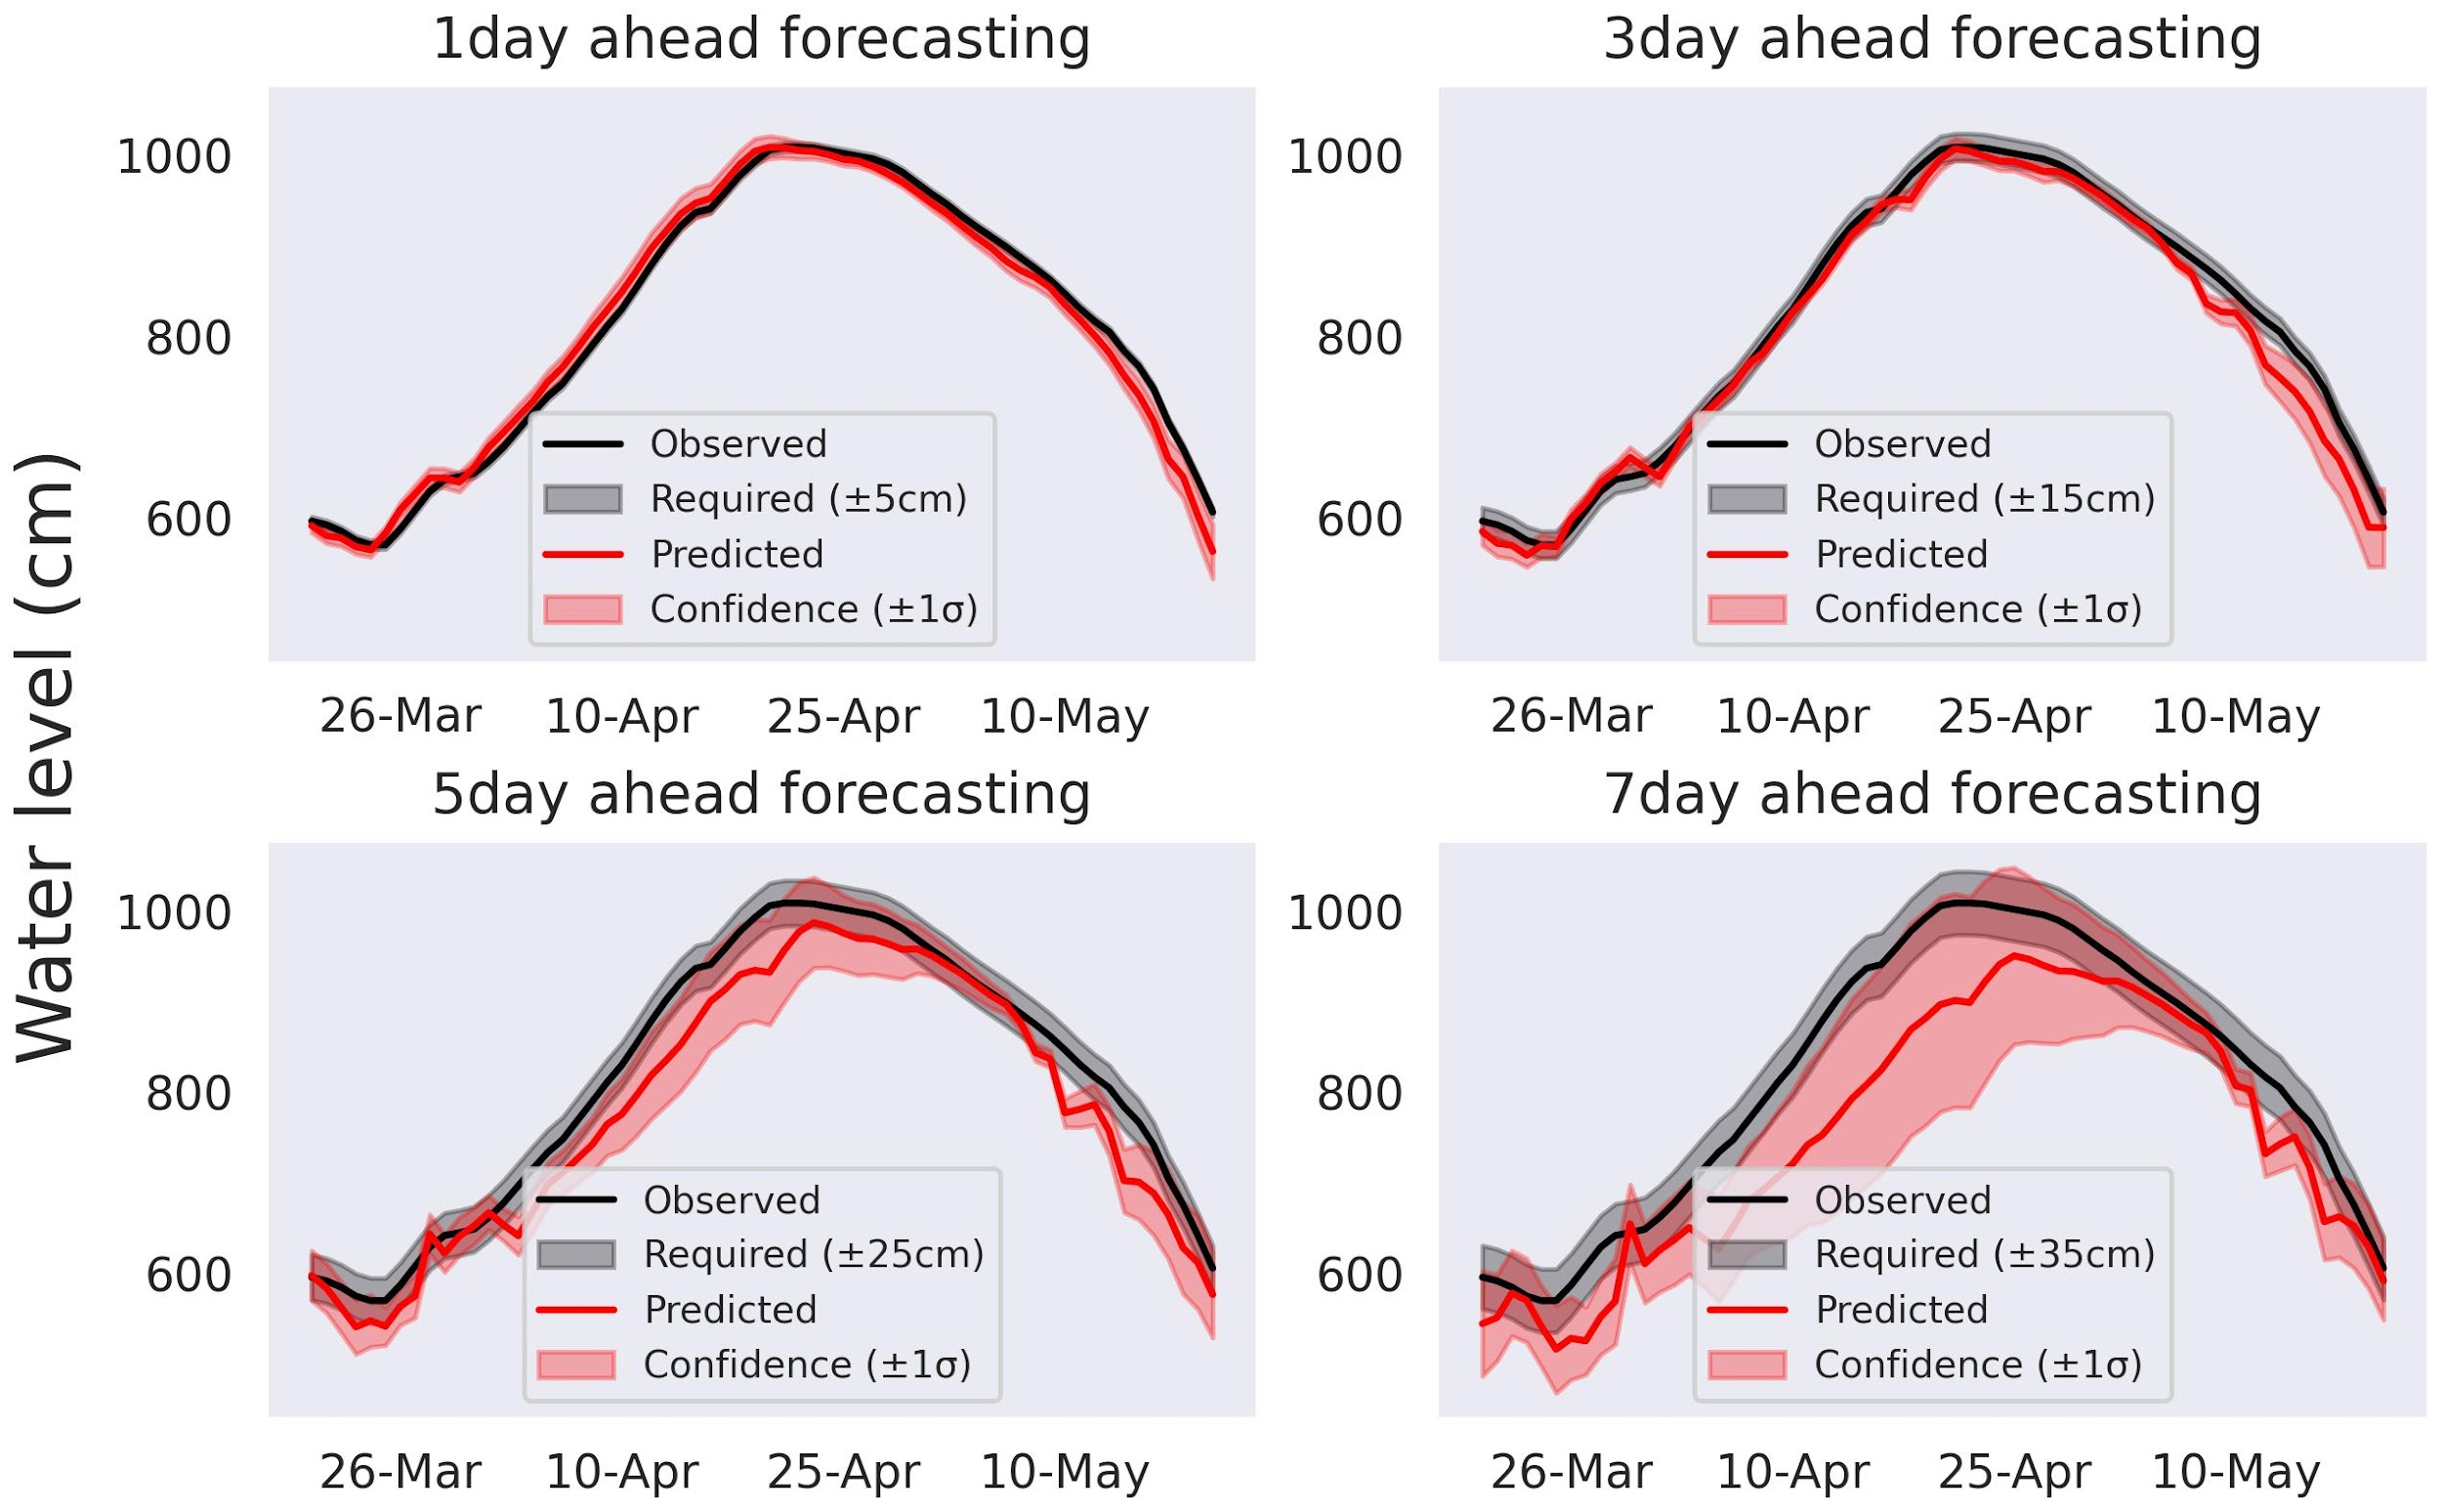 Water level (cm)
1day ahead forecasting
1000
800
600
Observed
Required (±5cm)
Predicted
Confidence (±1σ)
26-Mar 10-Apr 25-Apr 10-May
3day ahead forecasting
1000
800
600
Observed
Required (±15cm)
Predicted
Confidence (±1σ)
26-Mar 10-Apr 25-Apr 10-May
5day ahead forecasting
1000
800
600
Observed
Required (±25cm)
Predicted
Confidence (±1σ)
26-Mar 10-Apr 25-Apr 10-May
7day ahead forecasting
1000
800
600
Observed
Required (±35cm)
Predicted
Confidence (±1σ)
26-Mar 10-Apr 25-Apr 10-May